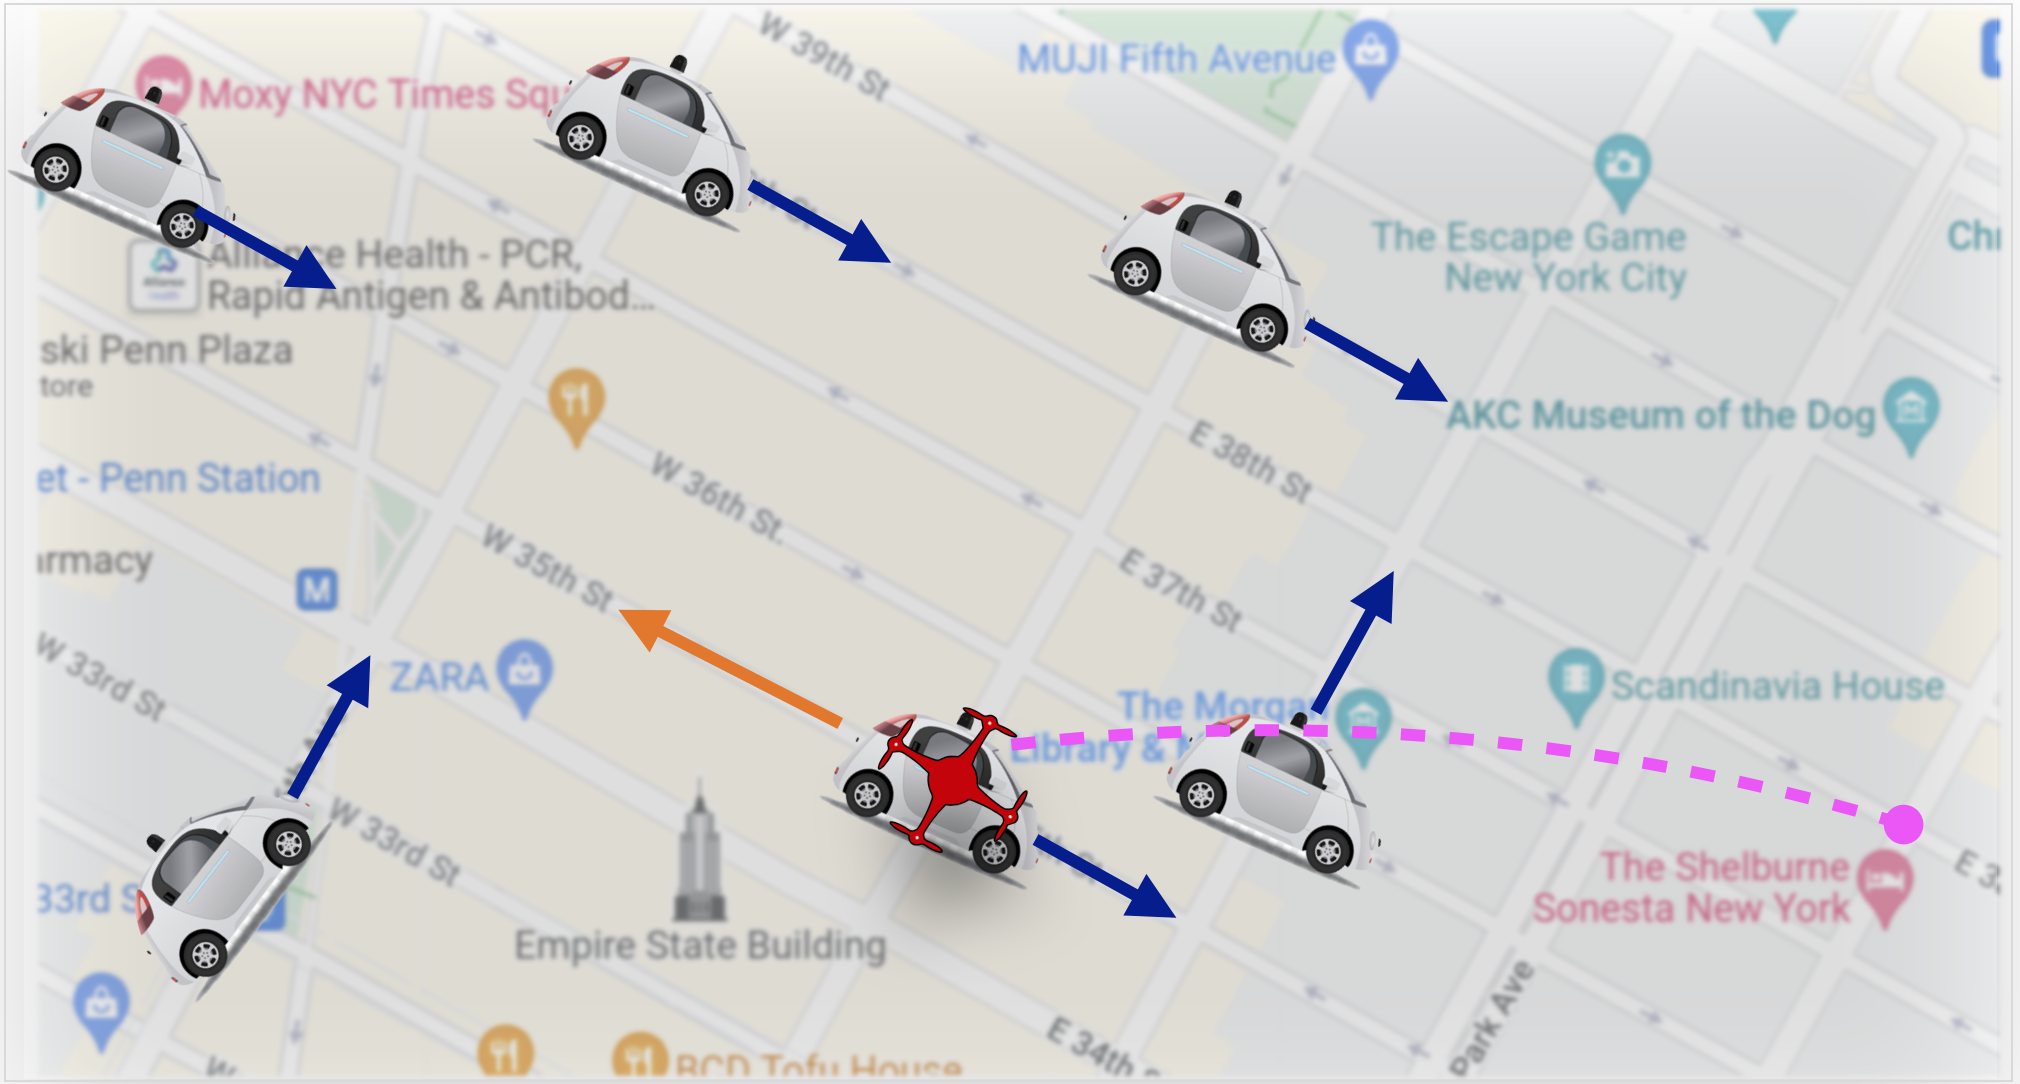 W 39th St
MUJI Fifth Avenue
Moxy NYC Times Squ
The Escape Game
New York City
Alliance Health - PCR,
Rapid Antigen & Antibod...
Alliance
ski Penn Plaza
tore
AKC Museum of the Dog
E 38th St
W 36th St.
et - Penn Station
W 35th St
E 37th St
armacy
M
W 33rd St
ZARA
The Morgan
Library & M
Scandinavia House
W 33rd St
33rd S
Empire State Building
The Shelburne
Sonesta New York
Park Ave
E 34th S
BCD Tofu House